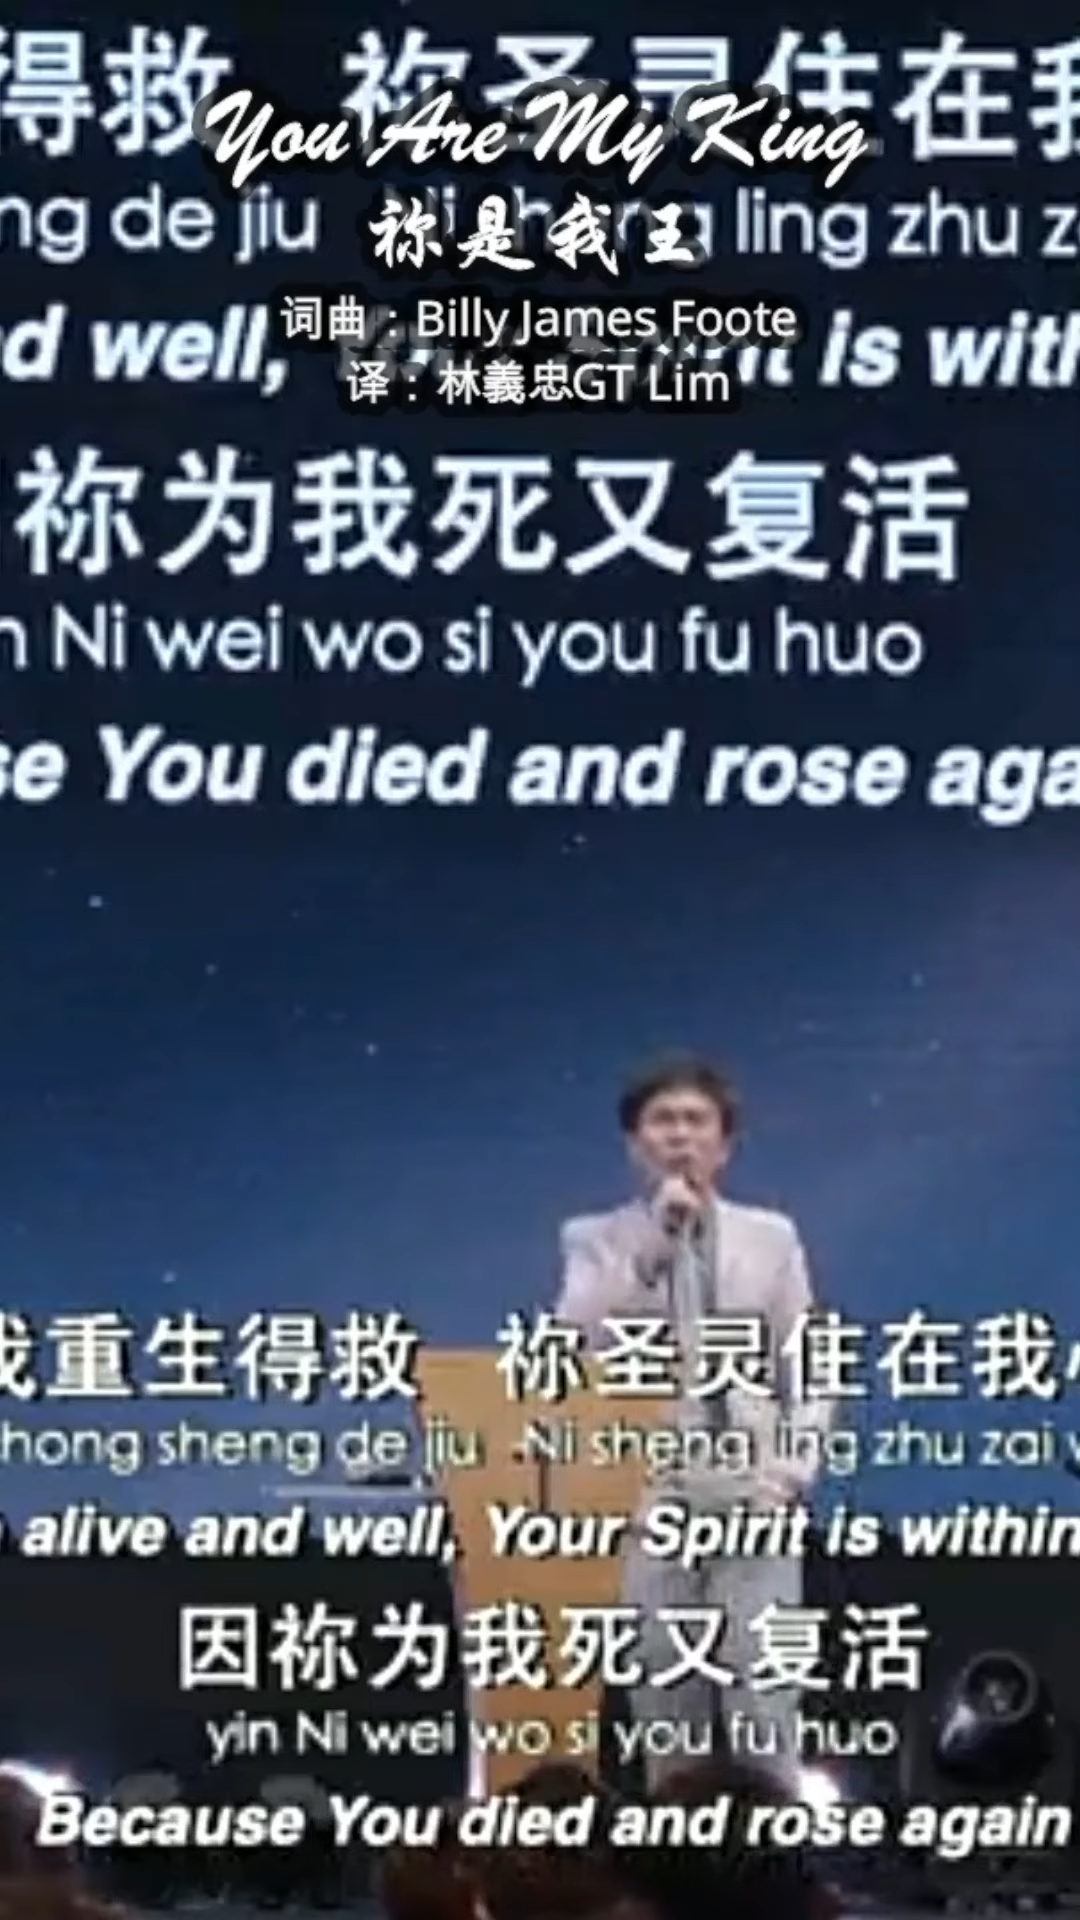 得救 祢圣灵住在我
You Are My King
ng de jiu ling zhu z
祢是我王
词曲：Billy James Foote
d well, is with
译：林義忠GT Lim
祢为我死又复活
n Ni wei wo si you fu huo
se You died and rose aga
我重生得救 祢圣灵住在我心
hong sheng de jiu Ni sheng ling zhu zai w
alive and well, Your Spirit is within
因祢为我死又复活
yin Ni wei wo si you fu huo
Because You died and rose again